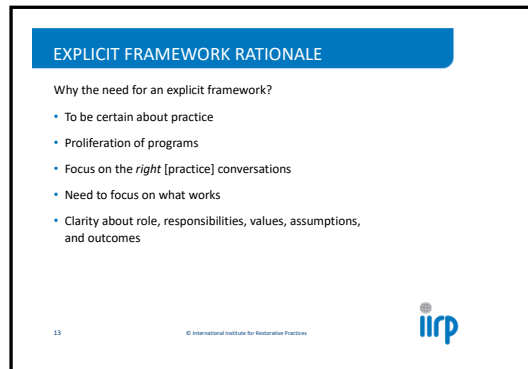 EXPLICIT FRAMEWORK RATIONALE
Why the need for an explicit framework?
• To be certain about practice
• Proliferation of programs
• Focus on the right [practice] conversations
• Need to focus on what works
• Clarity about role, responsibilities, values, assumptions,
and outcomes
13
© International Institute for Restorative Practices
iirp